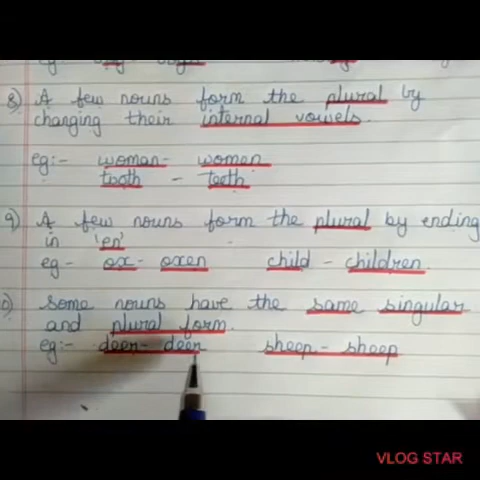 8) A few nouns form the plural by
changing their internal vowels.
eg:- woman - women
tooth - teeth
9) A few nouns form the plural by ending
in 'en'
eg - ox - oxen child - children
Some nouns have the same singular
and plural form.
eg:- deer - deer sheep - sheep
VLOG STAR